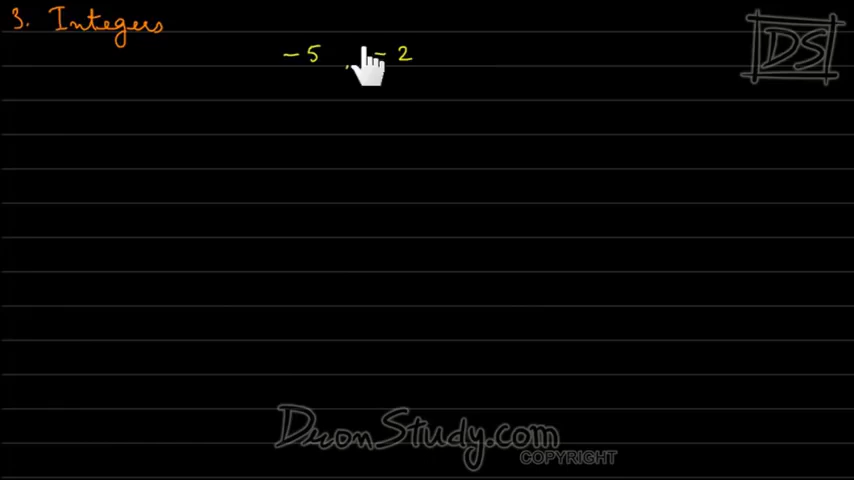 3. Integers
DS
- 5 , - 2
DronStudy.com
COPYRIGHT